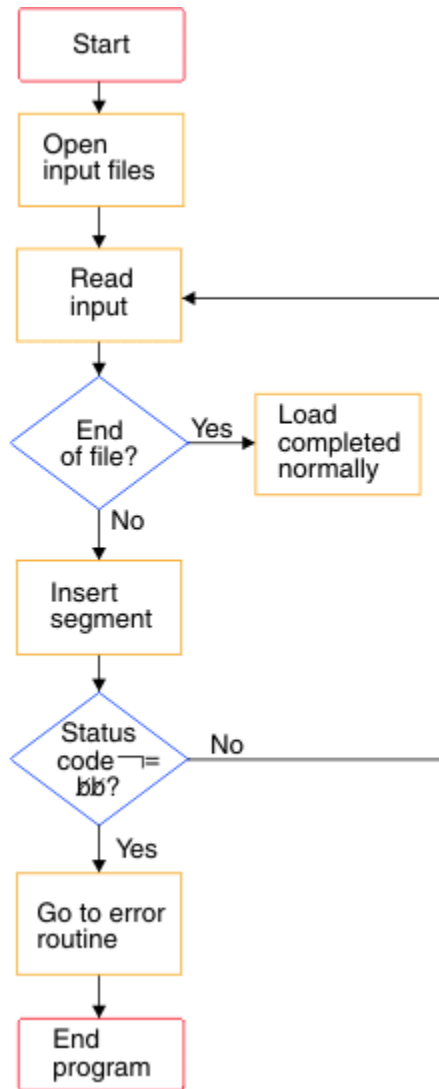 Start
Open
input files
Read
input
End
of file?
Yes
Load
completed
normally
No
Insert
segment
Status
code ¬=
b̸b̸?
No
Yes
Go to error
routine
End
program